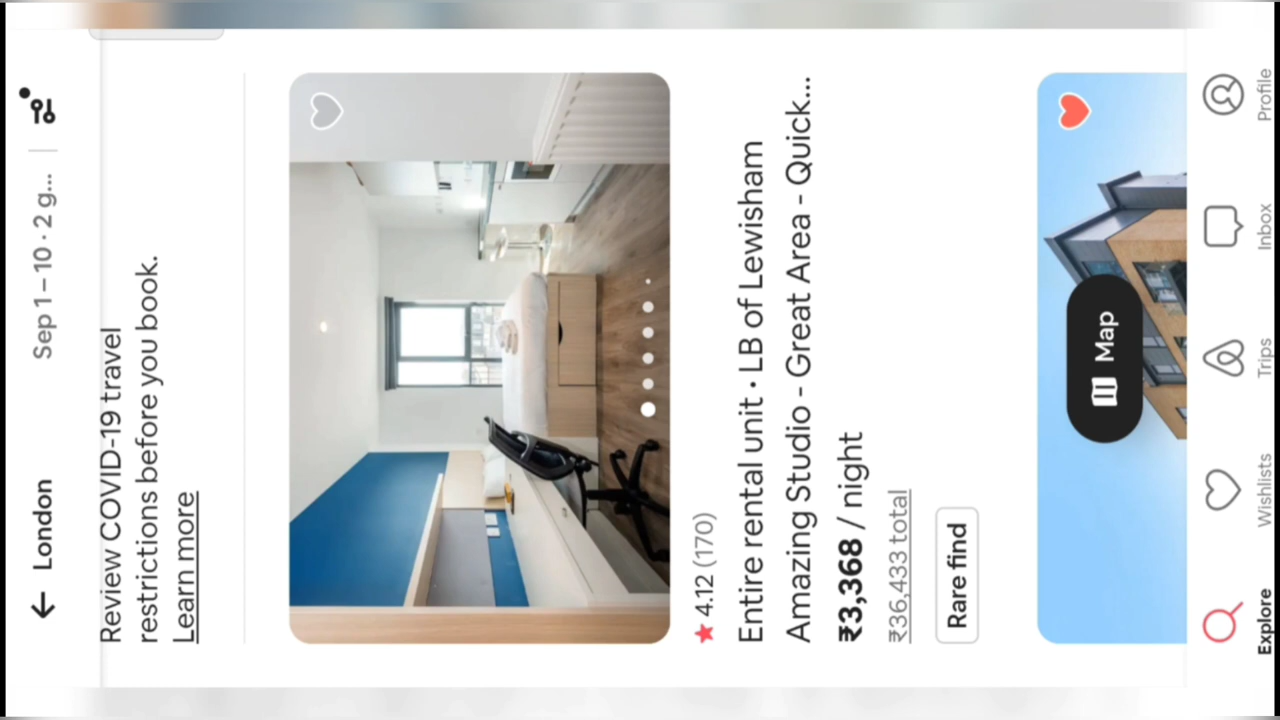 London
Sep 1 – 10 · 2 g...
Review COVID-19 travel
restrictions before you book.
Learn more
4.12 (170)
Entire rental unit · LB of Lewisham
Amazing Studio - Great Area - Quick...
₹3,368 / night
₹36,433 total
Rare find
Map
Explore
Wishlists
Trips
Inbox
Profile